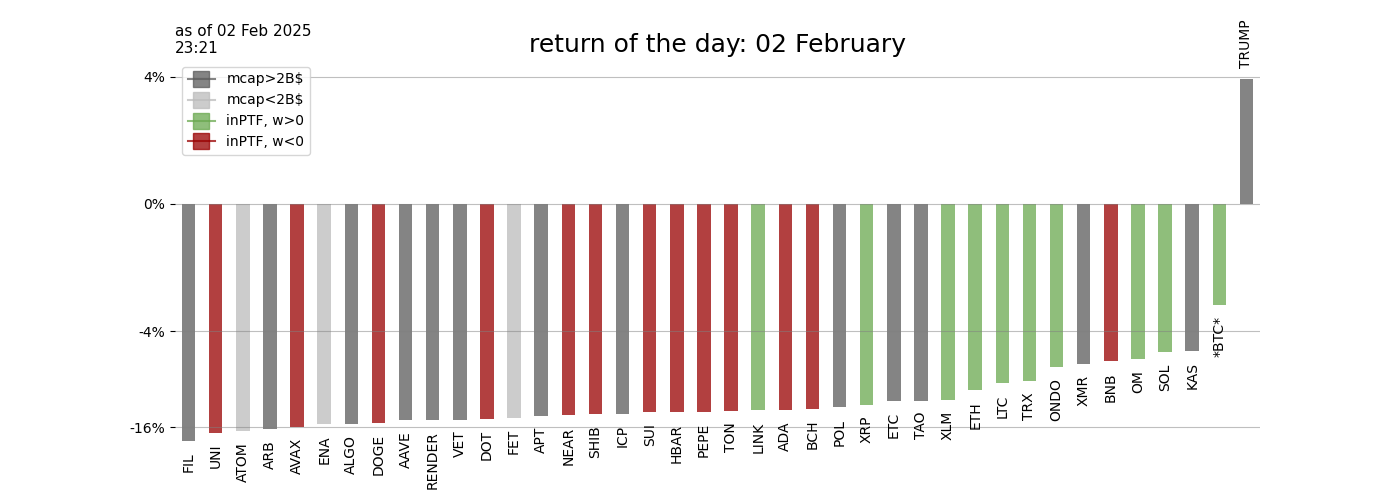 as of 02 Feb 2025
23:21
return of the day: 02 February
mcap>2B$
mcap<2B$
inPTF, w>0
inPTF, w<0
4%
0%
-4%
-16%
FIL
UNI
ATOM
ARB
AVAX
ENA
ALGO
DOGE
AAVE
RENDER
VET
DOT
FET
APT
NEAR
SHIB
ICP
SUI
HBAR
PEPE
TON
LINK
ADA
BCH
POL
XRP
ETC
TAO
XLM
ETH
LTC
TRX
ONDO
XMR
BNB
OM
SOL
KAS
*BTC*
TRUMP